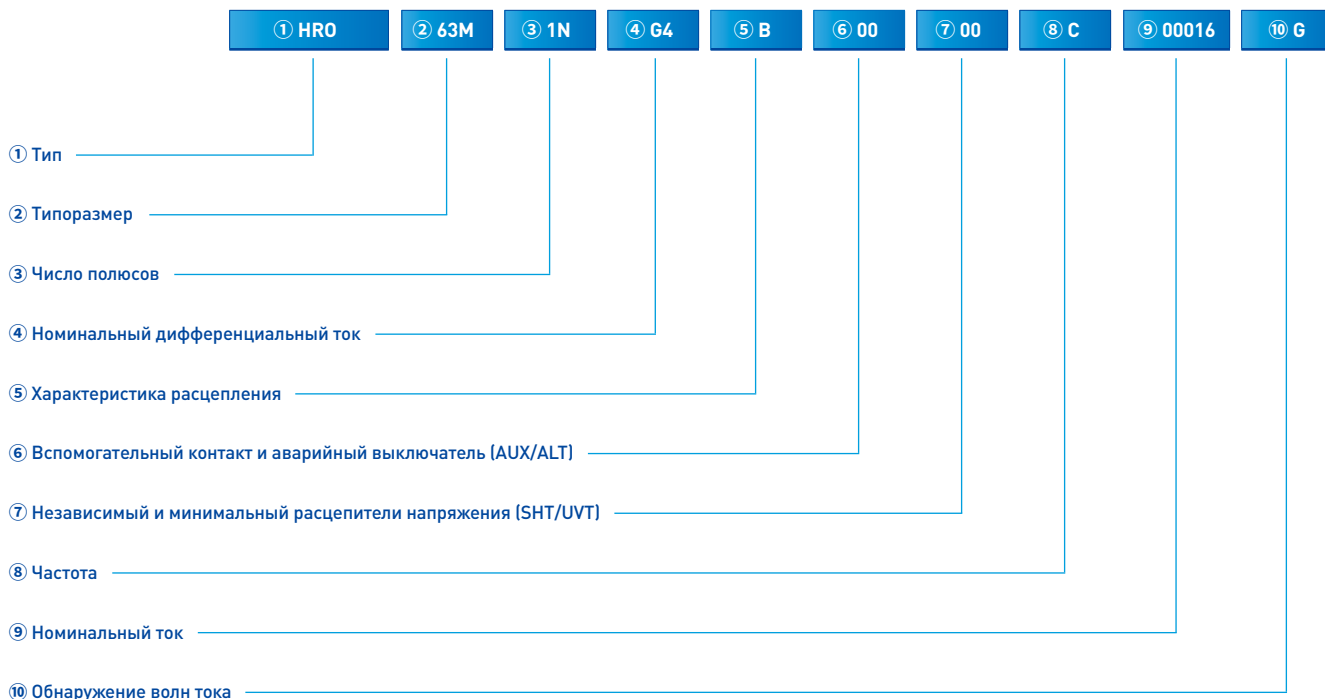 ① HRO ② 63M ③ 1N ④ G4 ⑤ B ⑥ 00 ⑦ 00 ⑧ C ⑨ 00016 ⑩ G
① Тип
② Типоразмер
③ Число полюсов
④ Номинальный дифференциальный ток
⑤ Характеристика расцепления
⑥ Вспомогательный контакт и аварийный выключатель (AUX/ALT)
⑦ Независимый и минимальный расцепители напряжения (SHT/UVT)
⑧ Частота
⑨ Номинальный ток
⑩ Обнаружение волн тока